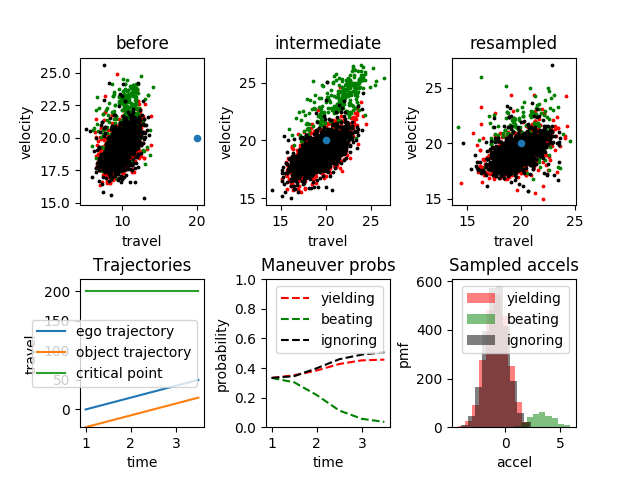 before
intermediate
resampled
25.0
22.5
20.0
17.5
15.0
velocity
10
20
travel
25
20
15
velocity
15
20
25
travel
25
20
15
velocity
15
20
25
travel
Trajectories
Maneuver probs
Sampled accels
200
150
100
50
0
travel
ego trajectory
object trajectory
critical point
1
2
3
time
1.0
0.8
0.6
0.4
0.2
0.0
probability
yielding
beating
ignoring
1
2
3
time
600
400
200
0
pmf
yielding
beating
ignoring
0
5
accel